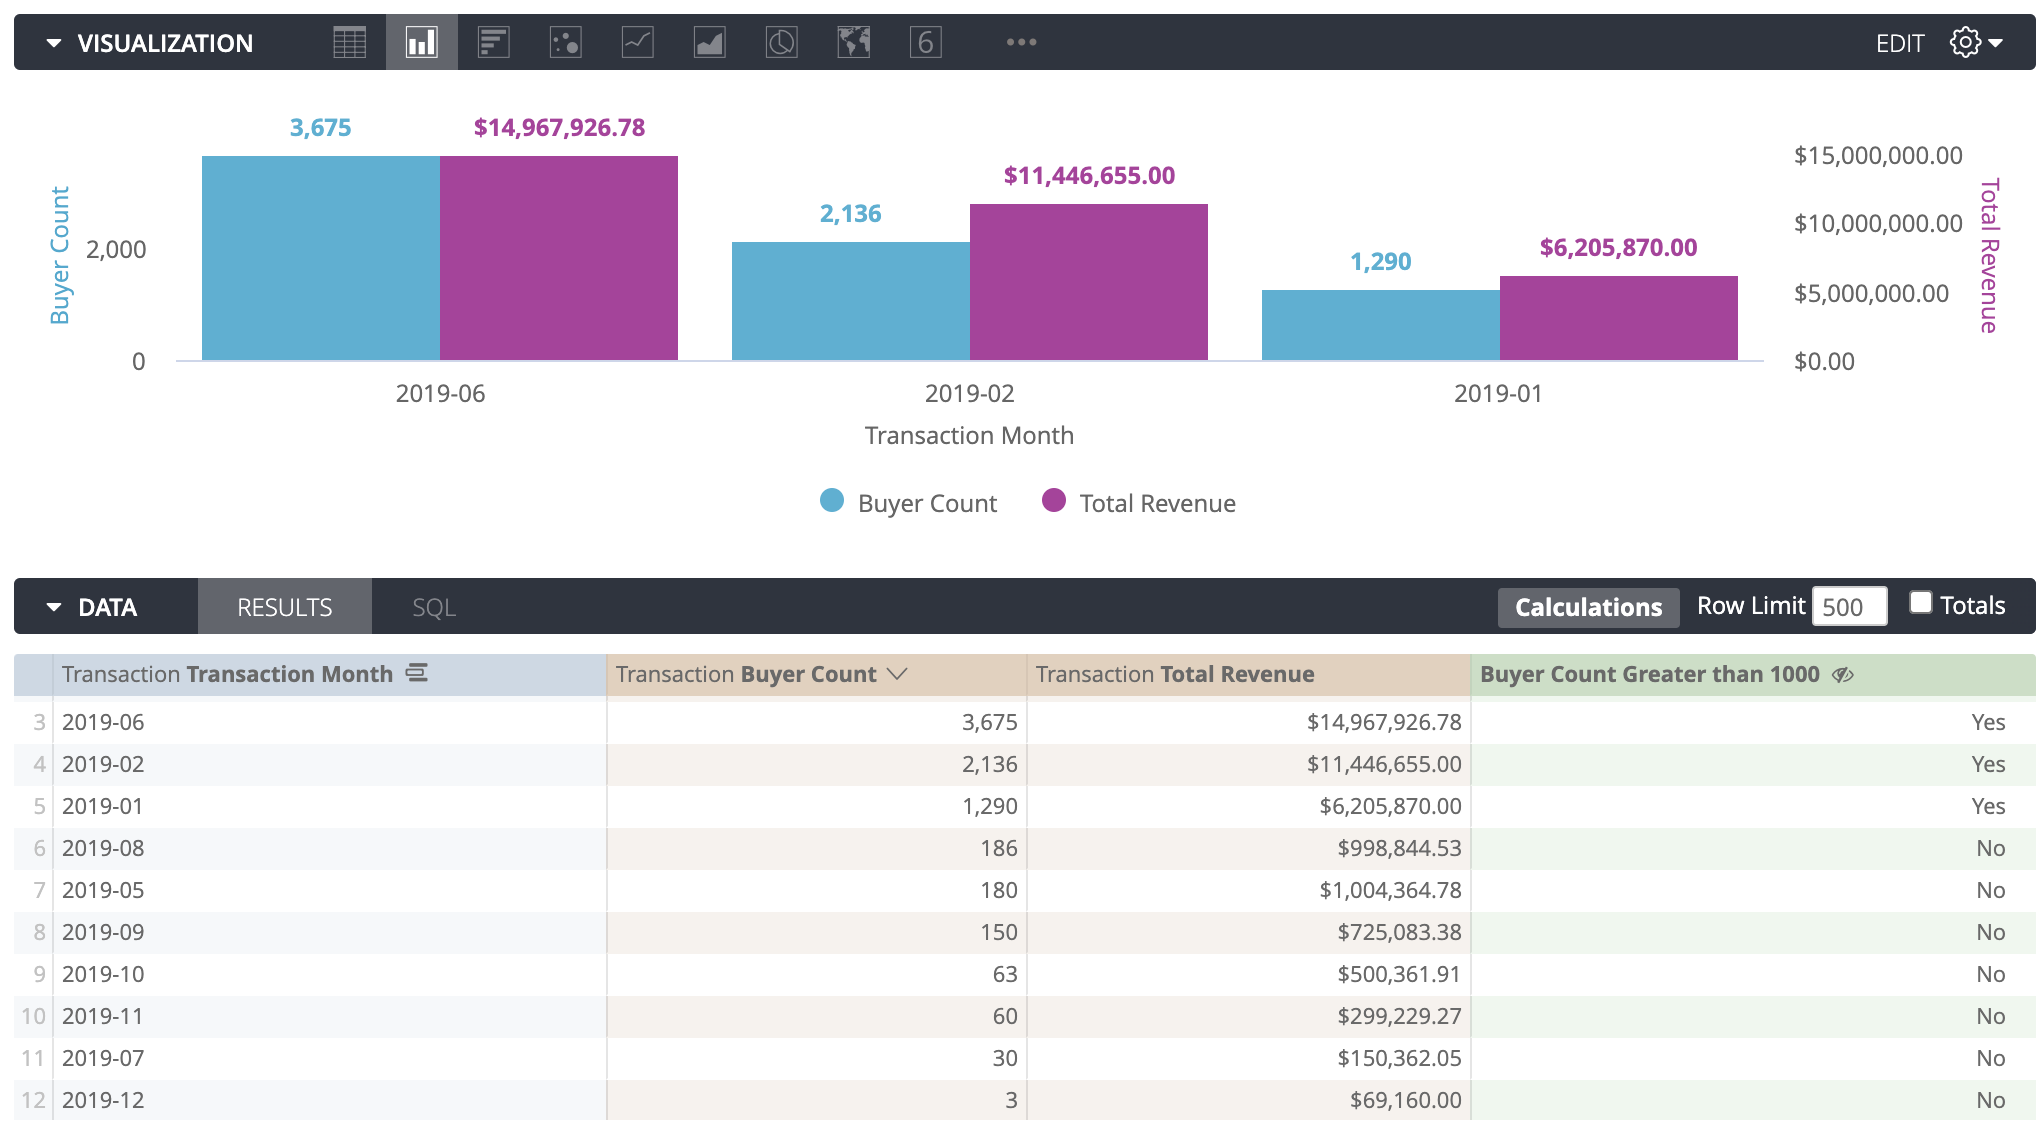 VISUALIZATION 6 EDIT
3,675 $14,967,926.78
$11,446,655.00
2,136
$6,205,870.00
1,290
Buyer Count
2,000
0
$15,000,000.00
$10,000,000.00
$5,000,000.00
$0.00
Total Revenue
2019-06 2019-02 2019-01
Transaction Month
Buyer Count Total Revenue
DATA RESULTS SQL Calculations Row Limit 500 Totals
Transaction Transaction Month Transaction Buyer Count Transaction Total Revenue Buyer Count Greater than 1000
3 2019-06 3,675 $14,967,926.78 Yes
4 2019-02 2,136 $11,446,655.00 Yes
5 2019-01 1,290 $6,205,870.00 Yes
6 2019-08 186 $998,844.53 No
7 2019-05 180 $1,004,364.78 No
8 2019-09 150 $725,083.38 No
9 2019-10 63 $500,361.91 No
10 2019-11 60 $299,229.27 No
11 2019-07 30 $150,362.05 No
12 2019-12 3 $69,160.00 No